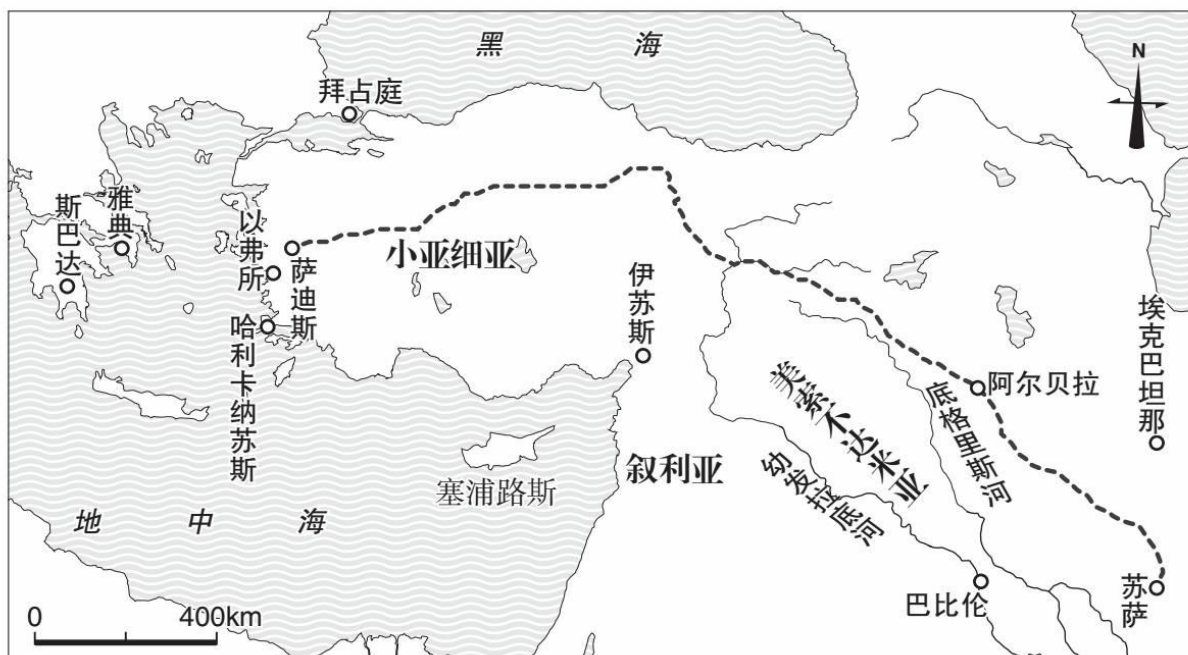 黑海
N
拜占庭
斯巴达
雅典
以弗所
萨迪斯
小亚细亚
伊苏斯
埃克巴坦那
哈利卡纳苏斯
阿尔贝拉
美索不达米亚
底格里斯河
叙利亚
塞浦路斯
幼发拉底河
地中海
巴比伦
苏萨
0
400km